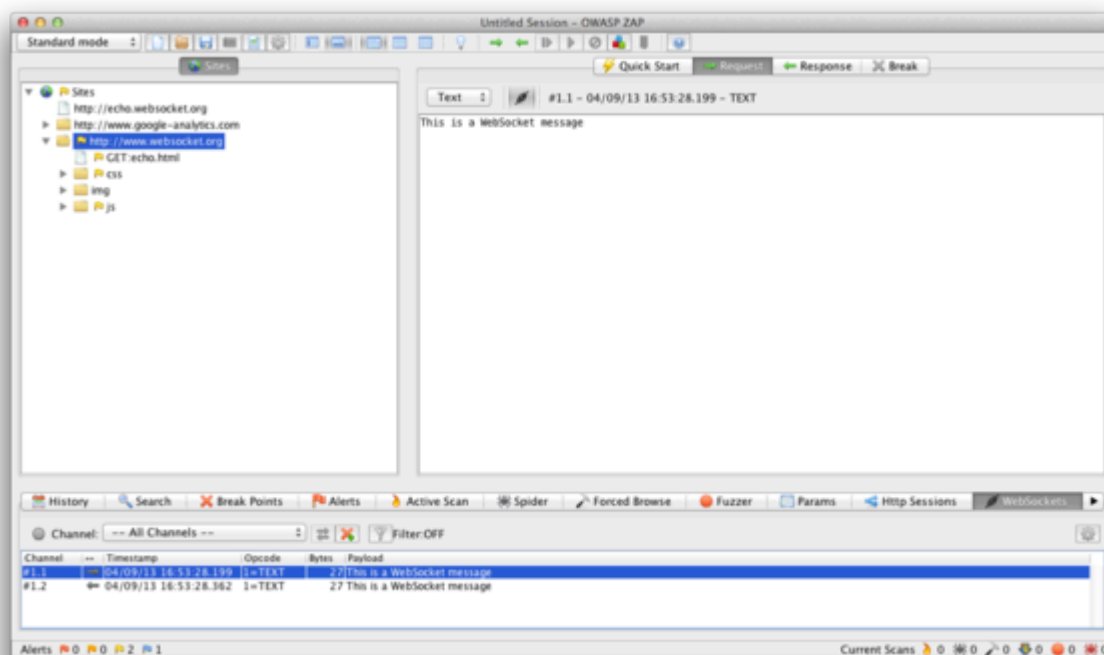 Untitled Session - OWASP ZAP
Standard mode
Sites
Quick Start
Request
Response
Break
Sites
http://echo.websocket.org
http://www.google-analytics.com
http://www.websocket.org
GET:echo.html
css
img
js
Text
#1.1 - 04/09/13 16:53:28.199 - TEXT
This is a WebSocket message
History
Search
Break Points
Alerts
Active Scan
Spider
Forced Browse
Fuzzer
Params
Http Sessions
WebSockets
Channel: -- All Channels --
Filter:OFF
Channel -- Timestamp Opcode Bytes Payload
#1.1 04/09/13 16:53:28.199 1=TEXT 27 This is a WebSocket message
#1.2 04/09/13 16:53:28.362 1=TEXT 27 This is a WebSocket message
Alerts 0 0 2 1
Current Scans 0 0 0 0 0 0